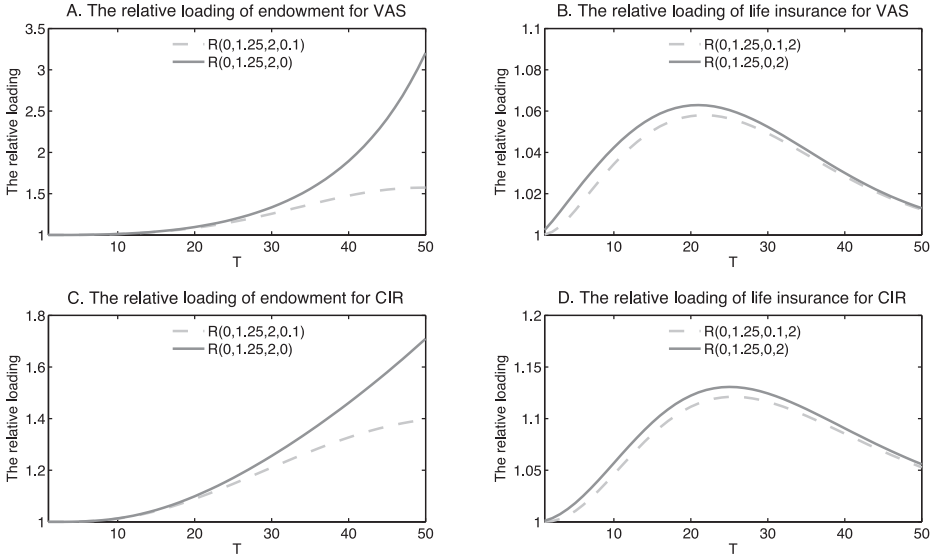 A. The relative loading of endowment for VAS
3.5
3
2.5
2
1.5
1
The relative loading
R(0,1.25,2,0.1)
R(0,1.25,2,0)
10
20
30
40
50
T
B. The relative loading of life insurance for VAS
1.1
1.08
1.06
1.04
1.02
1
The relative loading
R(0,1.25,0.1,2)
R(0,1.25,0,2)
10
20
30
40
50
T
C. The relative loading of endowment for CIR
1.8
1.6
1.4
1.2
1
The relative loading
R(0,1.25,2,0.1)
R(0,1.25,2,0)
10
20
30
40
50
T
D. The relative loading of life insurance for CIR
1.2
1.15
1.1
1.05
1
The relative loading
R(0,1.25,0.1,2)
R(0,1.25,0,2)
10
20
30
40
50
T